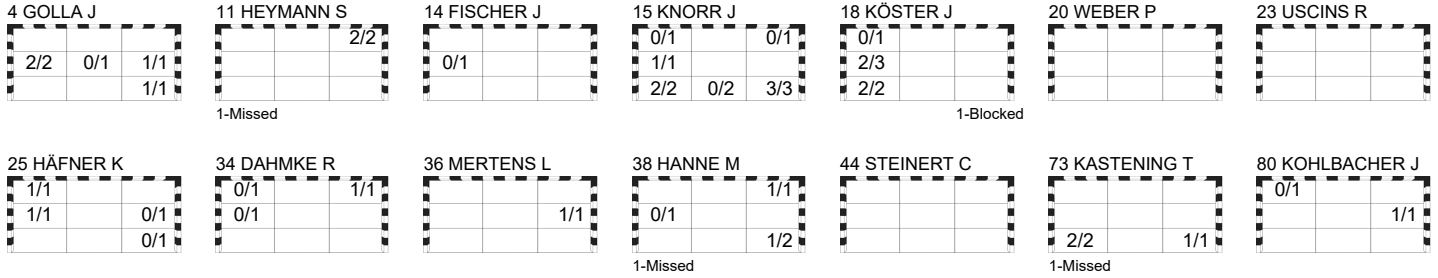 4 GOLLA J 11 HEYMANN S 14 FISCHER J 15 KNORR J 18 KÖSTER J 20 WEBER P 23 USCINS R
2/2 0/1 0/1 0/1
2/2 0/1 1/1 0/1 1/1 2/3
1/1 2/2 0/2 3/3 2/2
1-Missed 1-Blocked
25 HÄFNER K 34 DAHMKE R 36 MERTENS L 38 HANNE M 44 STEINERT C 73 KASTENING T 80 KOHLBACHER J
1/1 0/1 1/1 1/1 0/1
1/1 0/1 0/1 1/1 0/1 1/1
0/1 1/2 2/2 1/1
1-Missed 1-Missed